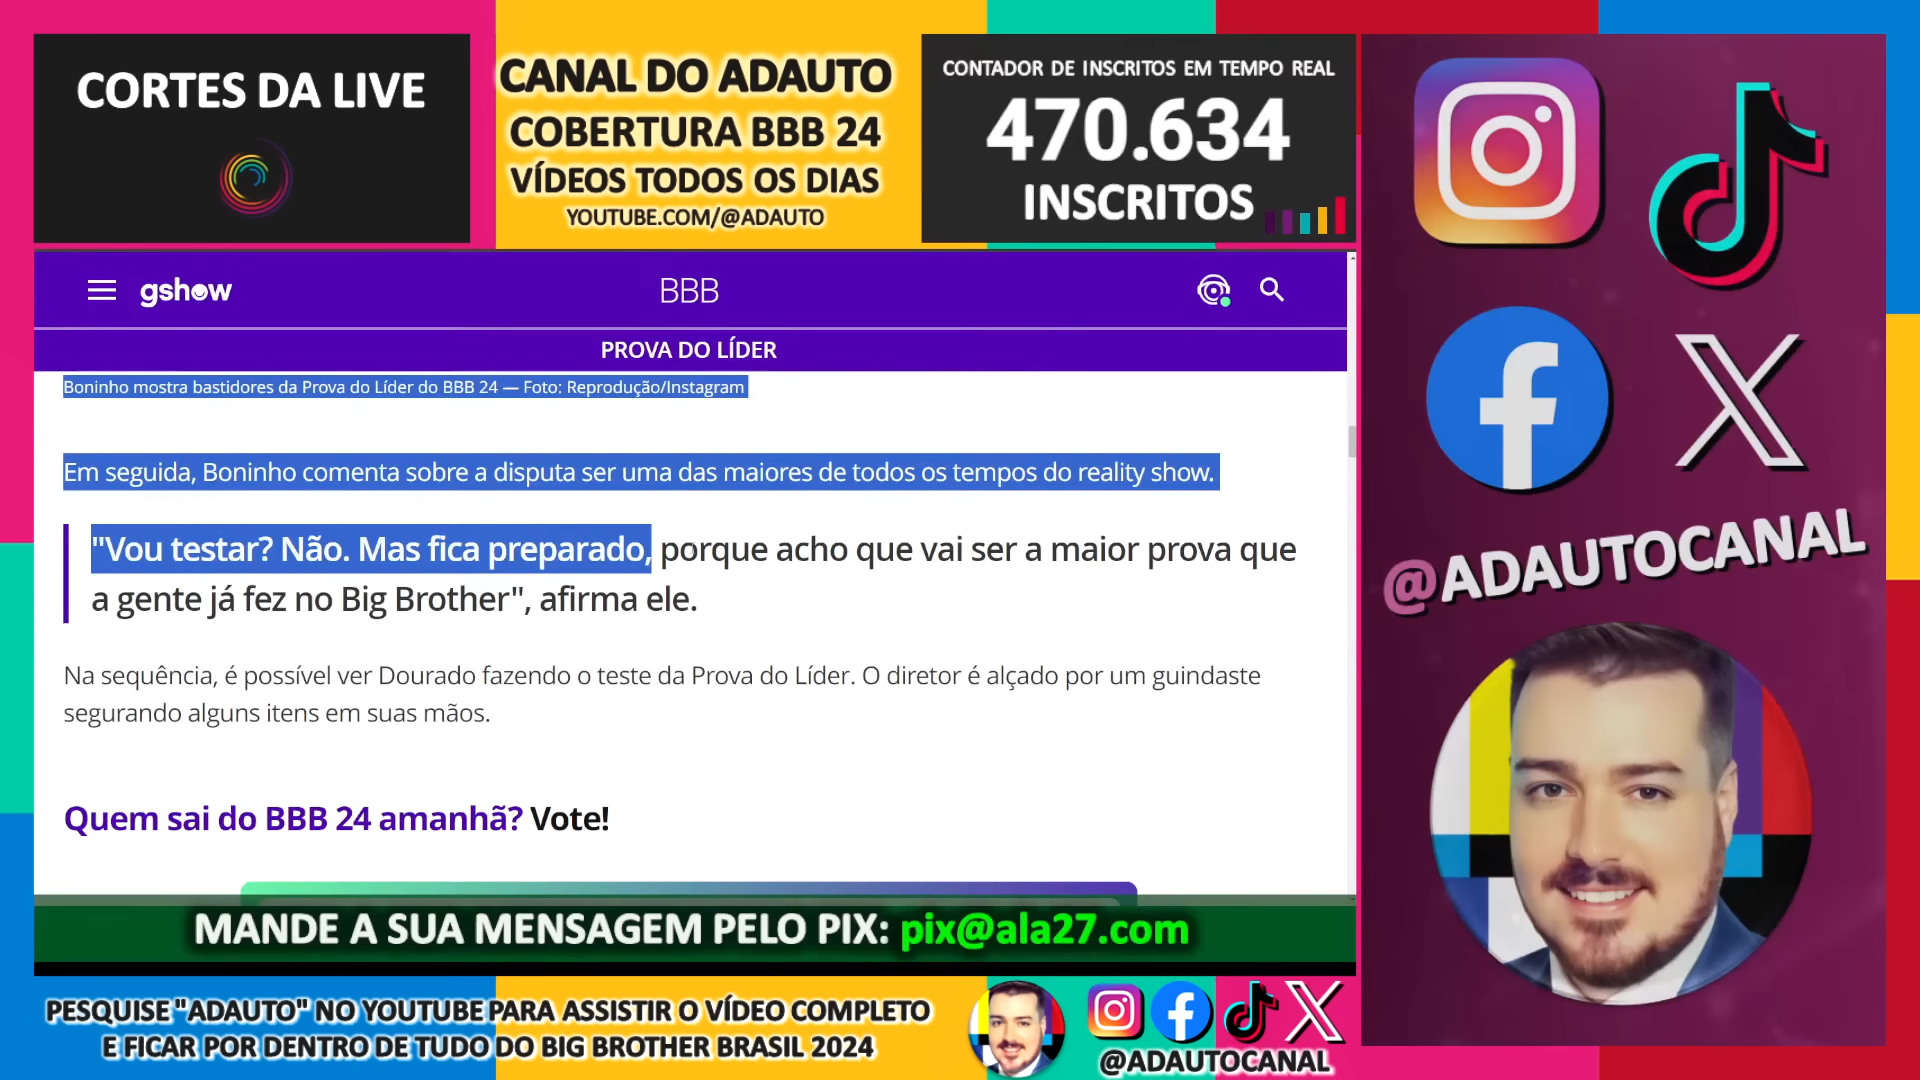 CORTES DA LIVE
CANAL DO ADAUTO
COBERTURA BBB 24
VÍDEOS TODOS OS DIAS
YOUTUBE.COM/@ADAUTO
CONTADOR DE INSCRITOS EM TEMPO REAL
470.634
INSCRITOS
gshow
BBB
PROVA DO LÍDER
Boninho mostra bastidores da Prova do Líder do BBB 24 — Foto: Reprodução/Instagram
Em seguida, Boninho comenta sobre a disputa ser uma das maiores de todos os tempos do reality show.
"Vou testar? Não. Mas fica preparado, porque acho que vai ser a maior prova que
a gente já fez no Big Brother", afirma ele.
Na sequência, é possível ver Dourado fazendo o teste da Prova do Líder. O diretor é alçado por um guindaste
segurando alguns itens em suas mãos.
Quem sai do BBB 24 amanhã? Vote!
MANDE A SUA MENSAGEM PELO PIX: pix@ala27.com
@ADAUTOCANAL
PESQUISE "ADAUTO" NO YOUTUBE PARA ASSISTIR O VÍDEO COMPLETO
E FICAR POR DENTRO DE TUDO DO BIG BROTHER BRASIL 2024
@ADAUTOCANAL